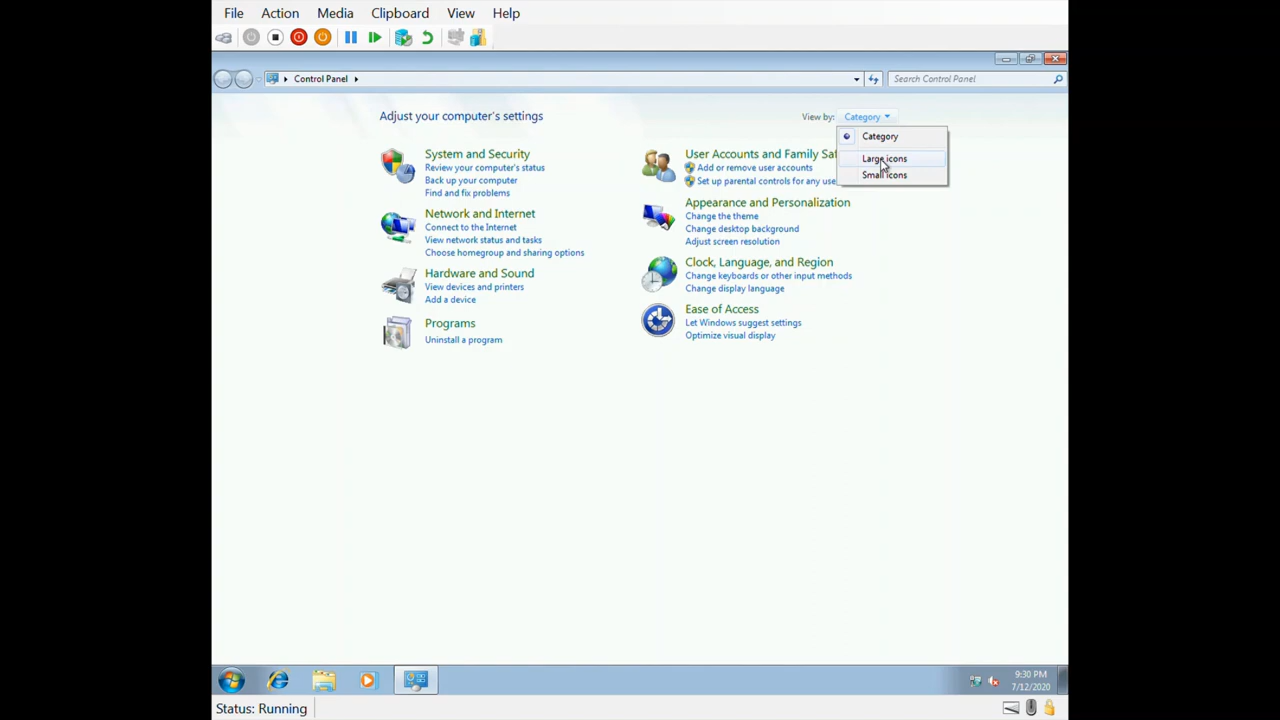 File Action Media Clipboard View Help
Control Panel
Search Control Panel
Adjust your computer's settings
View by: Category
Category
Large icons
Small icons
System and Security
Review your computer's status
Back up your computer
Find and fix problems
Network and Internet
Connect to the Internet
View network status and tasks
Choose homegroup and sharing options
Hardware and Sound
View devices and printers
Add a device
Programs
Uninstall a program
User Accounts and Family Saf
Add or remove user accounts
Set up parental controls for any use
Appearance and Personalization
Change the theme
Change desktop background
Adjust screen resolution
Clock, Language, and Region
Change keyboards or other input methods
Change display language
Ease of Access
Let Windows suggest settings
Optimize visual display
9:30 PM
7/12/2020
Status: Running